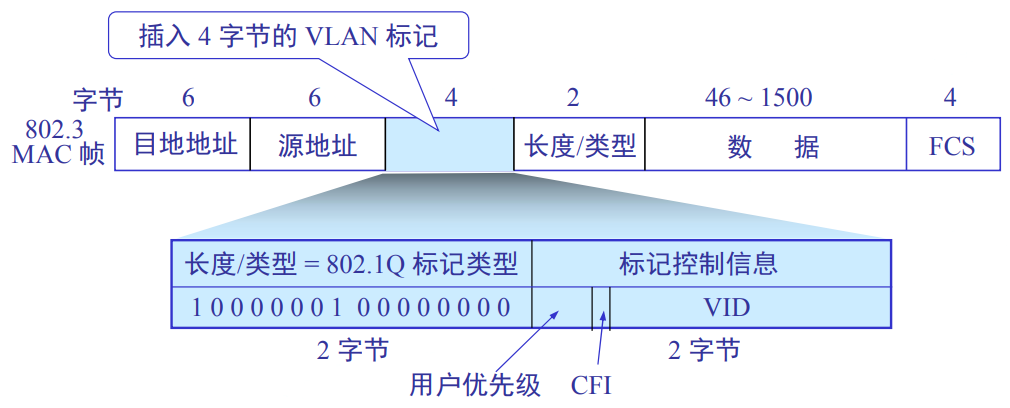 插入 4 字节的 VLAN 标记
字节 6 6 4 2 46 ~ 1500 4
802.3
MAC 帧
目地地址 源地址 长度/类型 数 据 FCS
长度/类型 = 802.1Q 标记类型 标记控制信息
1 0 0 0 0 0 0 1 0 0 0 0 0 0 0 0 VID
2 字节 2 字节
用户优先级 CFI